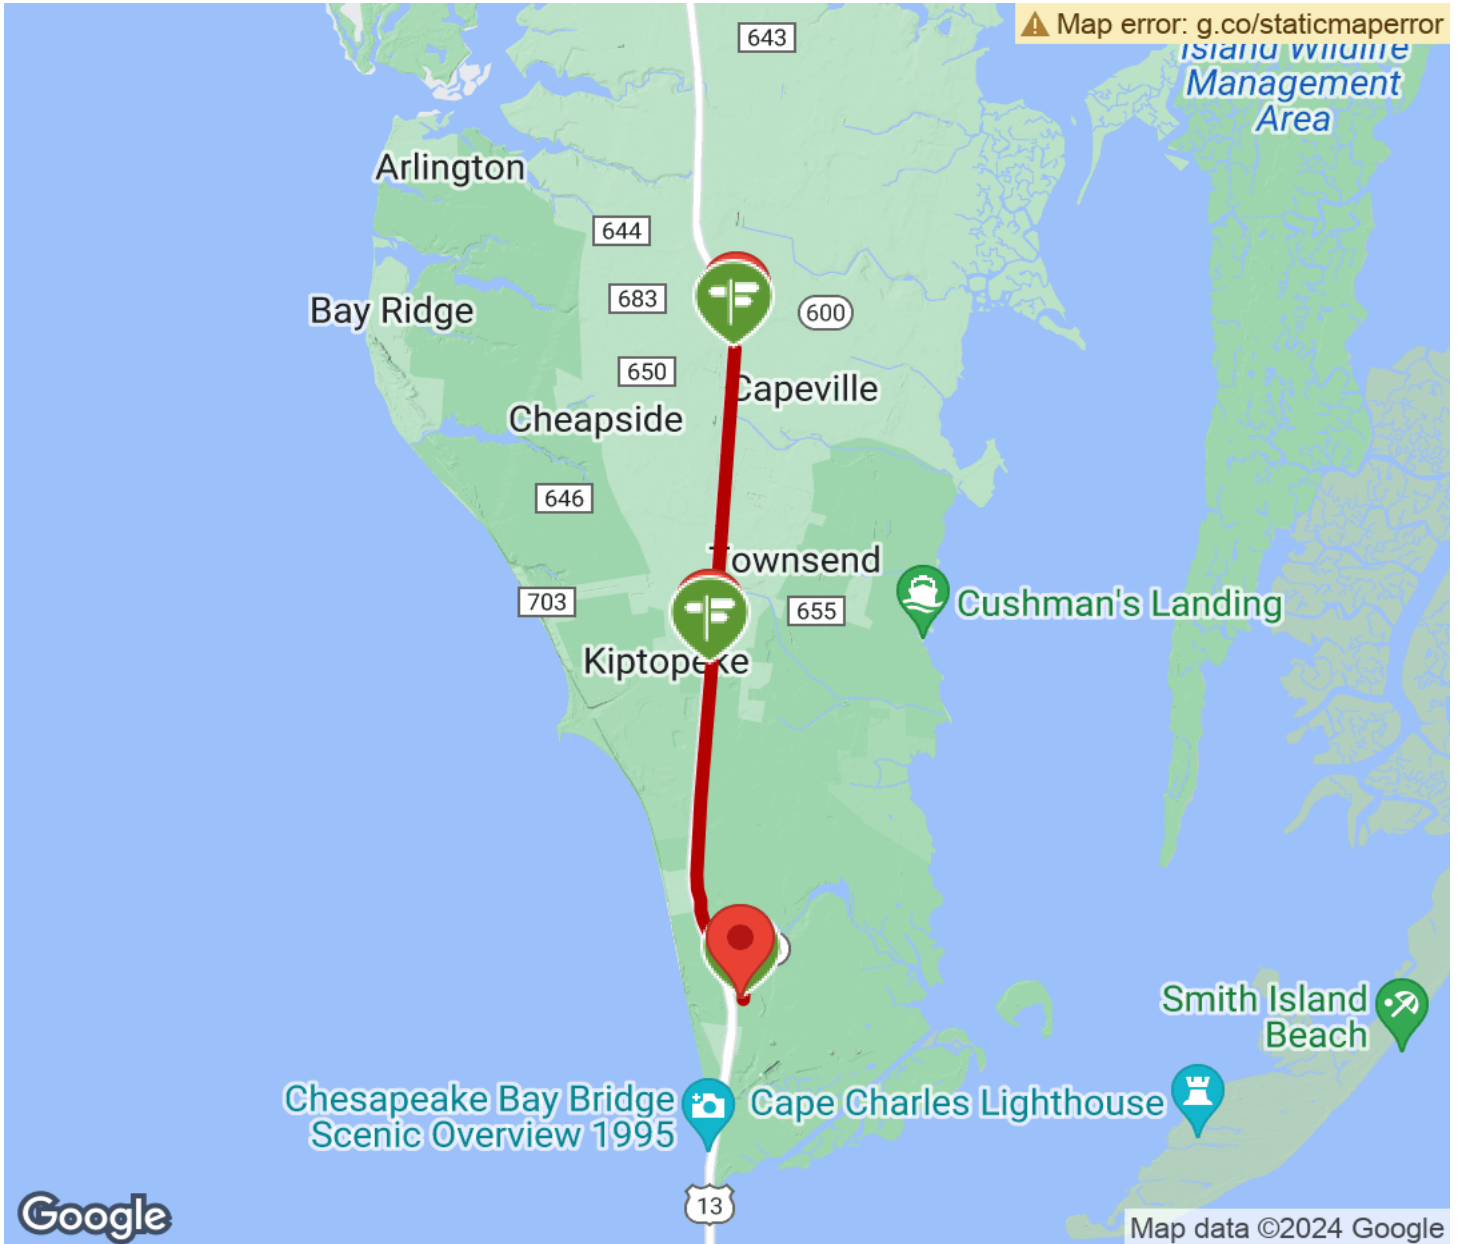 Map error: g.co/staticmaperror
643
Island Wildlife
Management
Area
Arlington
644
683
600
Bay Ridge
650
Capeville
Cheapside
646
Townsend
703
655
Cushman's Landing
Kiptopeke
Smith Island
Beach
Chesapeake Bay Bridge
Scenic Overview 1995
Cape Charles Lighthouse
13
Google
Map data ©2024 Google